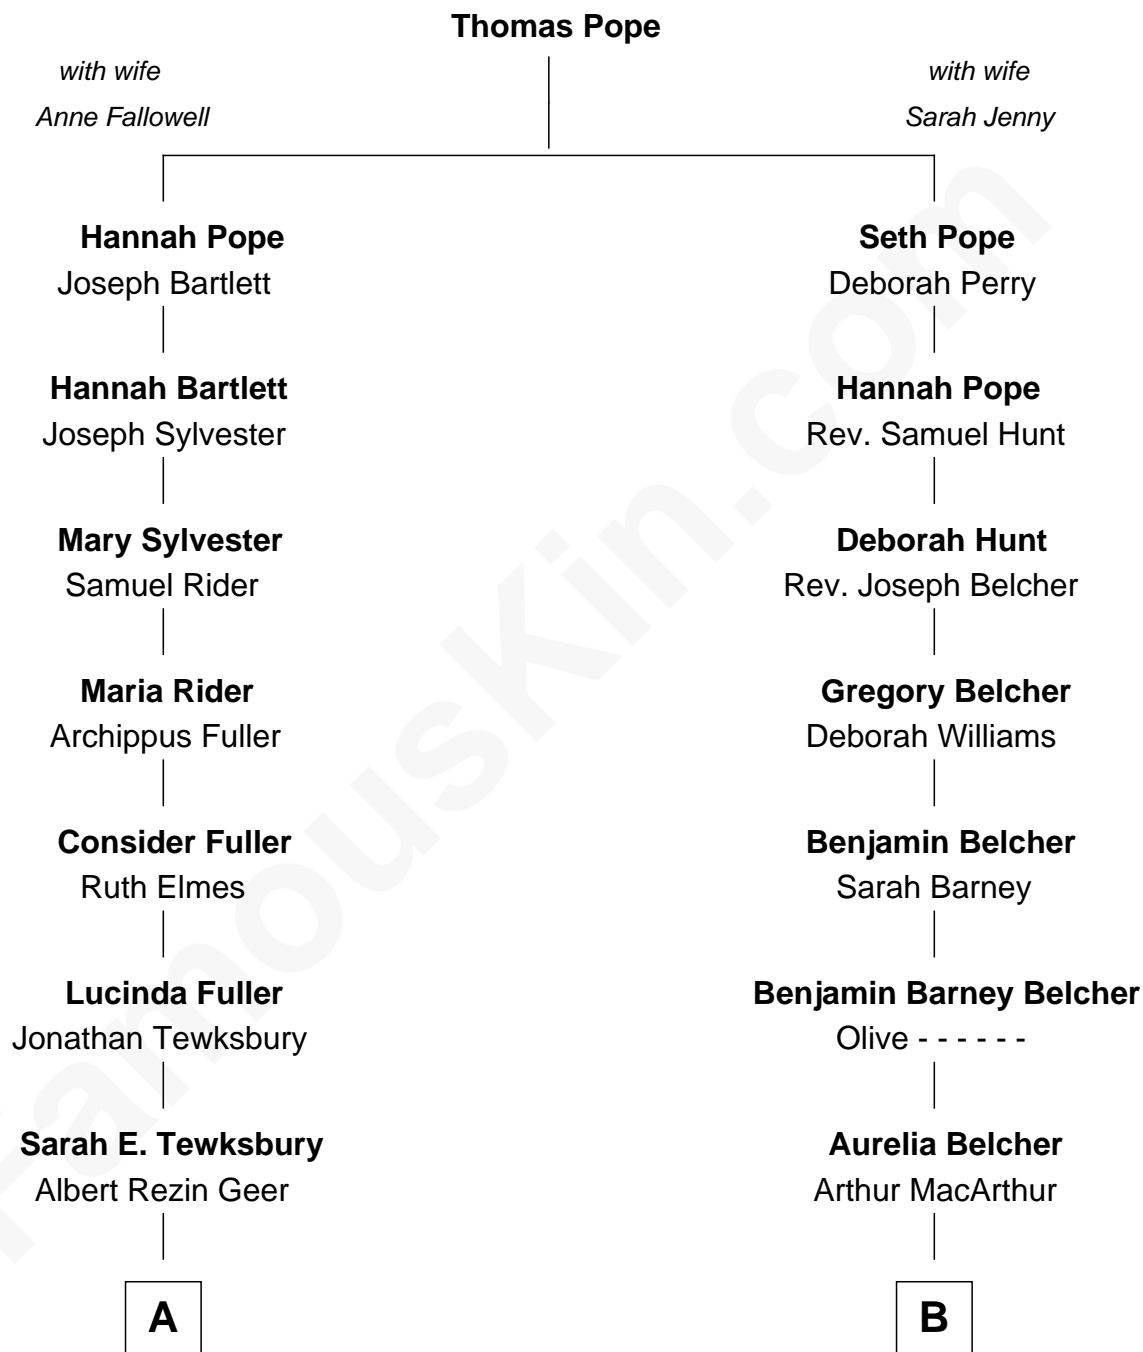 Thomas Pope
with wife
Anne Fallowell
with wife
Sarah Jenny
Hannah Pope
Joseph Bartlett
Seth Pope
Deborah Perry
Hannah Bartlett
Joseph Sylvester
Hannah Pope
Rev. Samuel Hunt
Mary Sylvester
Samuel Rider
Deborah Hunt
Rev. Joseph Belcher
Maria Rider
Archippus Fuller
Gregory Belcher
Deborah Williams
Consider Fuller
Ruth Elmes
Benjamin Belcher
Sarah Barney
Lucinda Fuller
Jonathan Tewksbury
Benjamin Barney Belcher
Olive - - - - - -
Sarah E. Tewksbury
Albert Rezin Geer
Aurelia Belcher
Arthur MacArthur
A
B
FamousKin.com